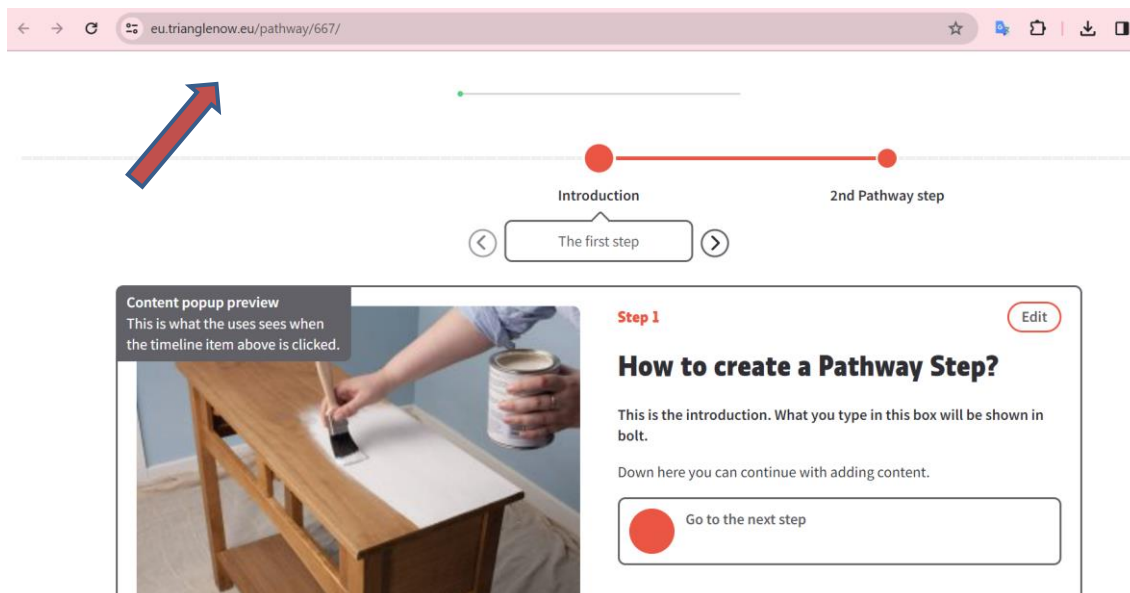 eu.trianglenow.eu/pathway/667/
Introduction
2nd Pathway step
The first step
Content popup preview
This is what the uses sees when
the timeline item above is clicked.
Step 1
Edit
How to create a Pathway Step?
This is the introduction. What you type in this box will be shown in
bolt.
Down here you can continue with adding content.
Go to the next step